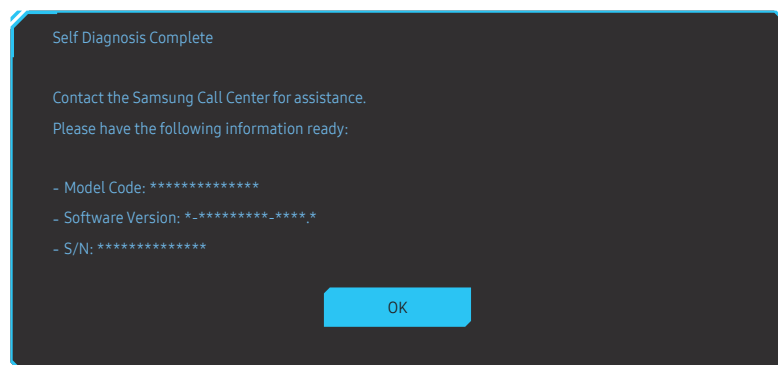 Self Diagnosis Complete
Contact the Samsung Call Center for assistance.
Please have the following information ready:
- Model Code: **************
- Software Version: *-*********-****.*
- S/N: **************
OK